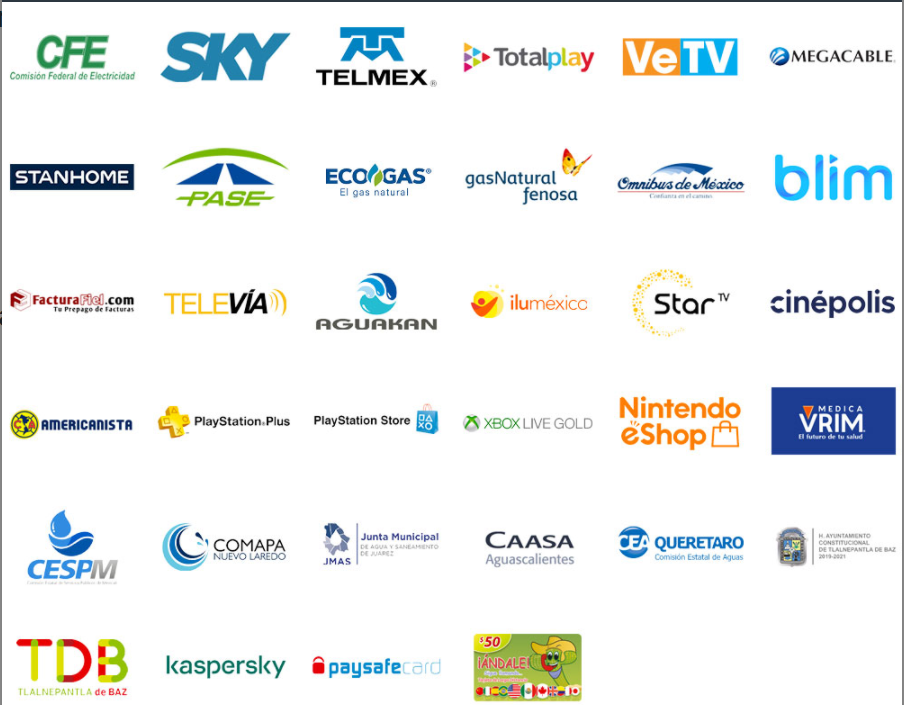 CFE
Comisión Federal de Electricidad
SKY
TELMEX®
Totalplay
VeTV
MEGACABLE
STANHOME
PASE
ECOGAS®
El gas natural
gasNatural
fenosa
Omnibus de México
Confianza en el camino
blim
FacturaFiel.com
Tu Prepago de Facturas
TELEVÍA
AGUAKAN
iluméxico
Star TV
cinépolis
CA
AMERICANISTA
PlayStation®Plus
PlayStation Store
XBOX LIVE GOLD
Nintendo
eShop
MEDICA
VRIM
El futuro de tu salud
CESPM
COMAPA
NUEVO LAREDO
JMAS
Junta Municipal
DE AGUA Y SANEAMIENTO
DE JUAREZ
CAASA
Aguascalientes
CEA QUERETARO
Comisión Estatal de Aguas
H. AYUNTAMIENTO
CONSTITUCIONAL
DE TLALNEPANTLA DE BAZ
2019-2021
TDB
TLALNEPANTLA de BAZ
kaspersky
paysafecard
$50
¡ÁNDALE!